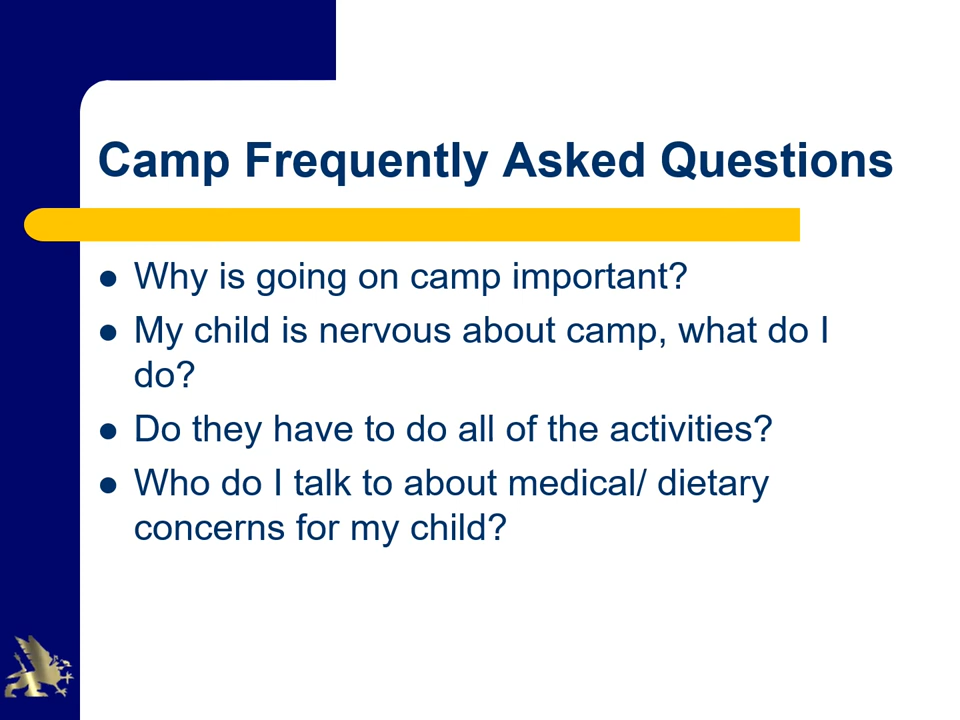 Camp Frequently Asked Questions
● Why is going on camp important?
● My child is nervous about camp, what do I
do?
● Do they have to do all of the activities?
● Who do I talk to about medical/ dietary
concerns for my child?